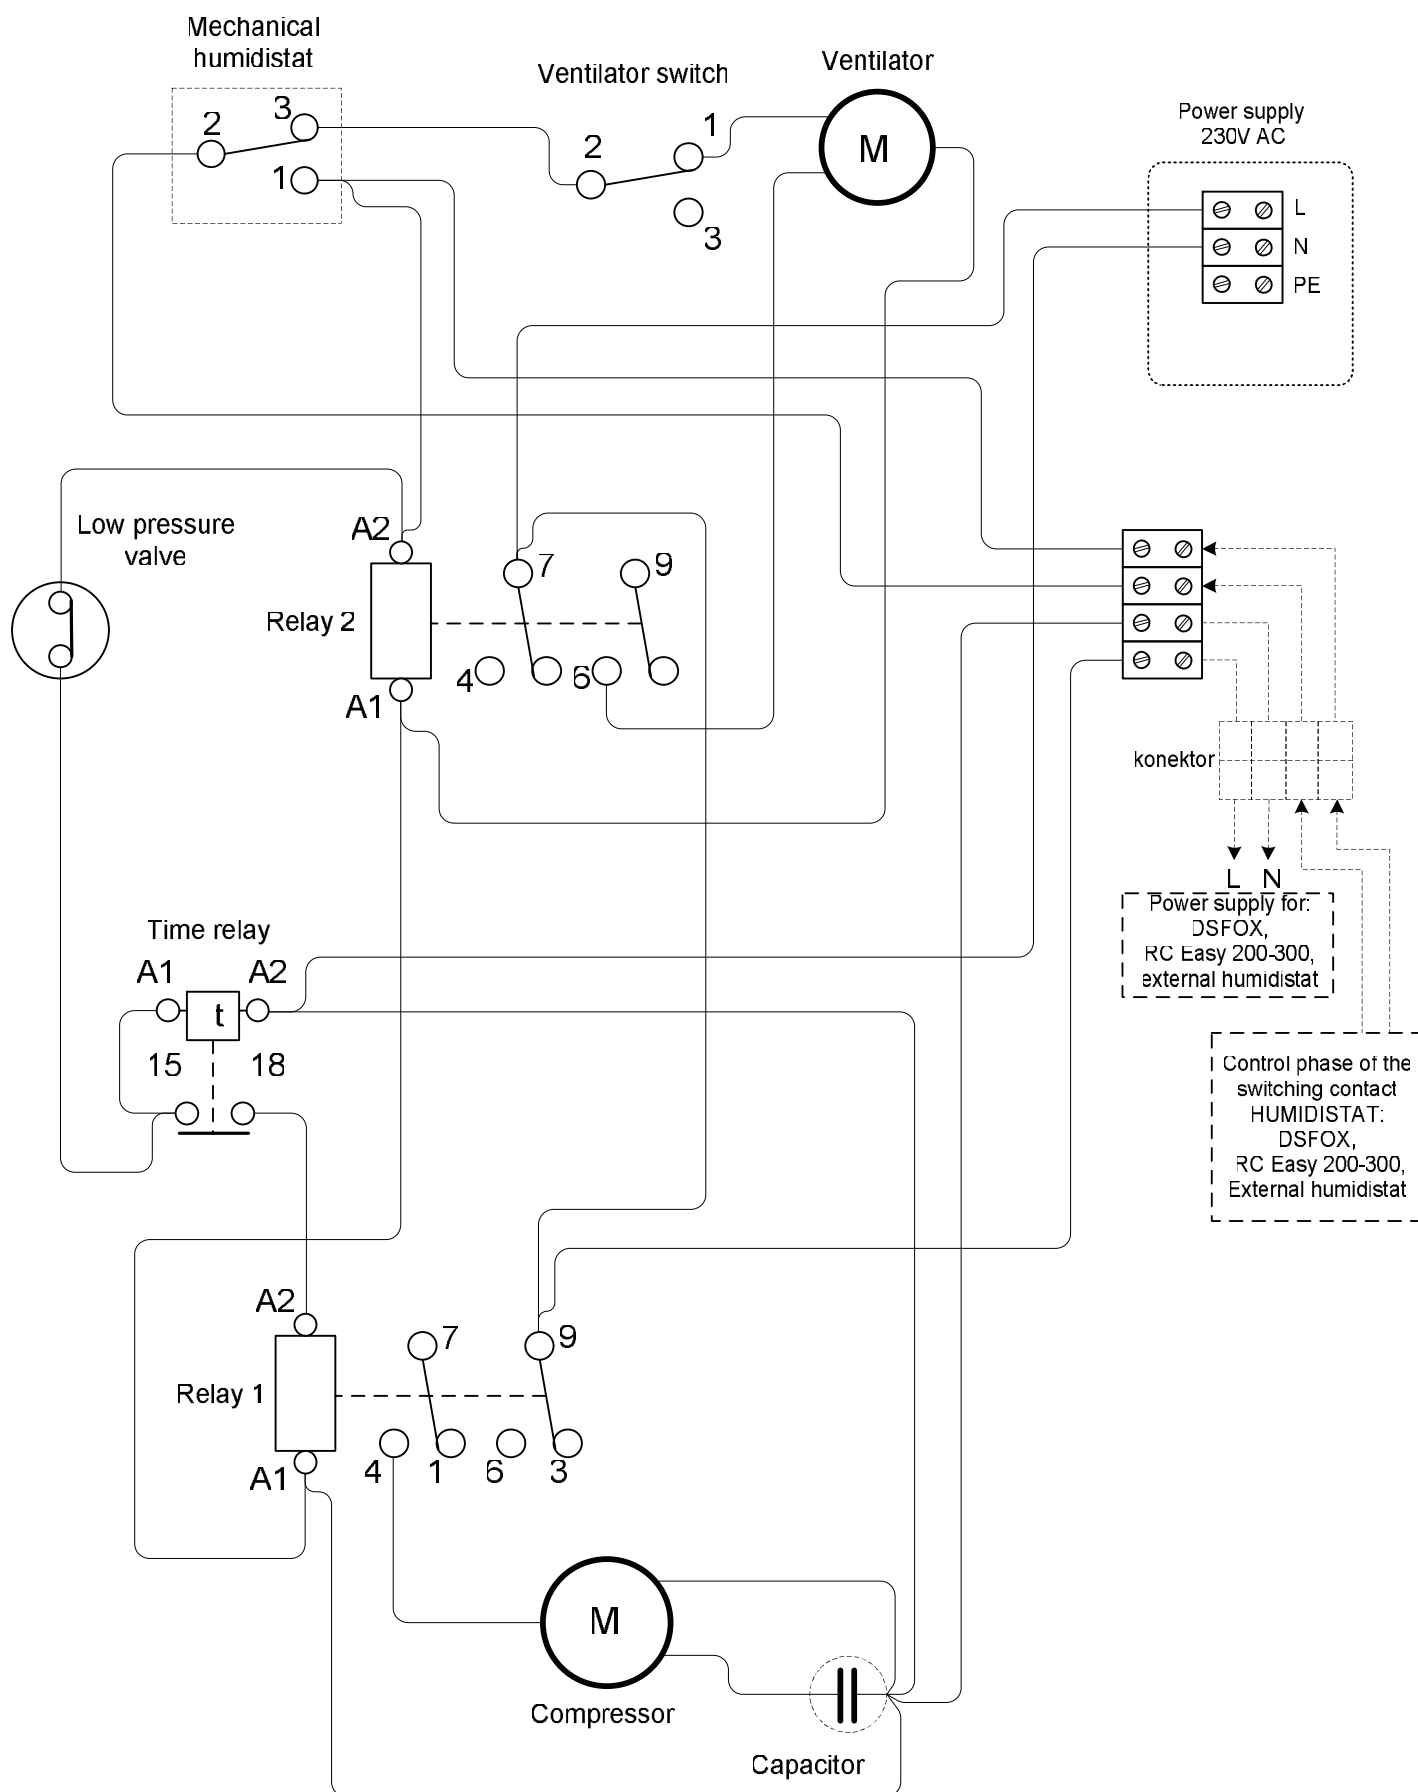 Mechanical
humidistat
Ventilator switch
Ventilator
Power supply
230V AC
3
2
1
2
1
3
M
L
N
PE
Low pressure
valve
A2
Relay 2
A1
7
9
4
6
konektor
L N
Power supply for:
DSFOX,
RC Easy 200-300,
external humidistat
Time relay
A1
A2
t
15
18
Control phase of the
switching contact
HUMIDISTAT:
DSFOX,
RC Easy 200-300,
External humidistat
A2
Relay 1
A1
7
9
4
1
6
3
M
Compressor
Capacitor